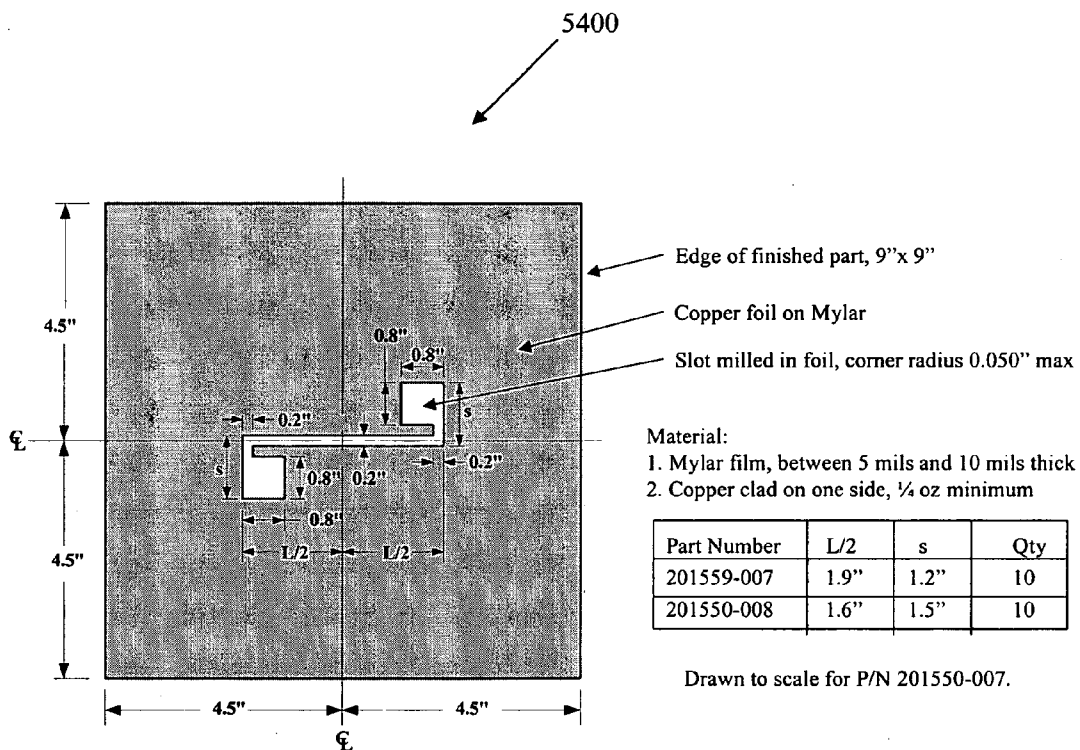 5400
Edge of finished part, 9”x 9”
Copper foil on Mylar
Slot milled in foil, corner radius 0.050” max
4.5"
0.8"
0.8"
s
0.2"
℄
s
0.8"
0.2"
0.2"
0.8"
L/2 L/2
4.5"
4.5" 4.5"
℄
Material:
1. Mylar film, between 5 mils and 10 mils thick
2. Copper clad on one side, ¼ oz minimum
Part Number L/2 s Qty
201559-007 1.9” 1.2” 10
201550-008 1.6” 1.5” 10
Drawn to scale for P/N 201550-007.